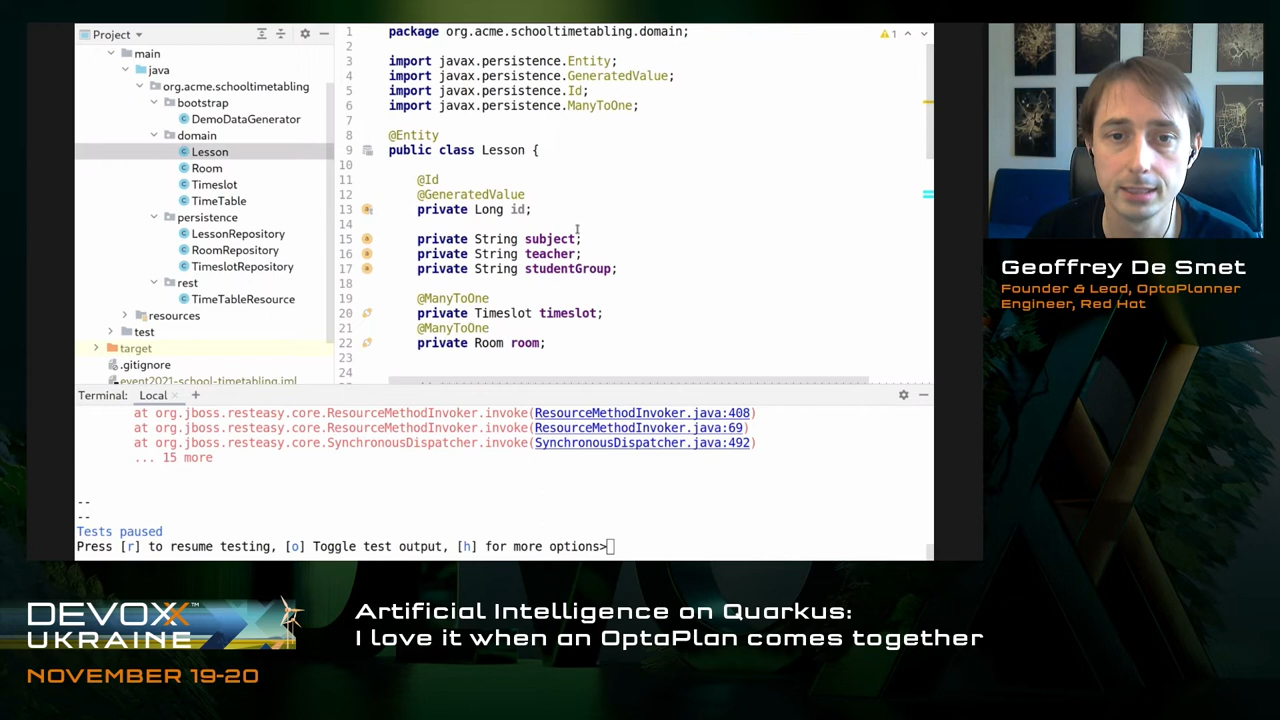 Project
main
java
org.acme.schooltimetabling
bootstrap
DemoDataGenerator
domain
Lesson
Room
Timeslot
TimeTable
persistence
LessonRepository
RoomRepository
TimeslotRepository
rest
TimeTableResource
resources
test
target
.gitignore
event2021-school-timetabling.iml
1 package org.acme.schooltimetabling.domain;
2
3 import javax.persistence.Entity;
4 import javax.persistence.GeneratedValue;
5 import javax.persistence.Id;
6 import javax.persistence.ManyToOne;
7
8 @Entity
9 public class Lesson {
10
11 @Id
12 @GeneratedValue
13 private Long id;
14
15 private String subject;
16 private String teacher;
17 private String studentGroup;
18
19 @ManyToOne
20 private Timeslot timeslot;
21 @ManyToOne
22 private Room room;
23
24
1
Terminal: Local × +
at org.jboss.resteasy.core.ResourceMethodInvoker.invoke(ResourceMethodInvoker.java:408)
at org.jboss.resteasy.core.ResourceMethodInvoker.invoke(ResourceMethodInvoker.java:69)
at org.jboss.resteasy.core.SynchronousDispatcher.invoke(SynchronousDispatcher.java:492)
... 15 more
--
--
Tests paused
Press [r] to resume testing, [o] Toggle test output, [h] for more options>
Geoffrey De Smet
Founder & Lead, OptaPlanner
Engineer, Red Hat
DEVOXX™
UKRAINE
NOVEMBER 19-20
Artificial Intelligence on Quarkus:
I love it when an OptaPlan comes together